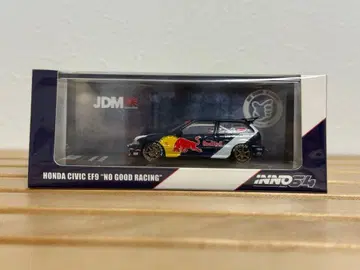 JDM
Red Bull
HONDA CIVIC EF9 "NO GOOD RACING"
INNO64